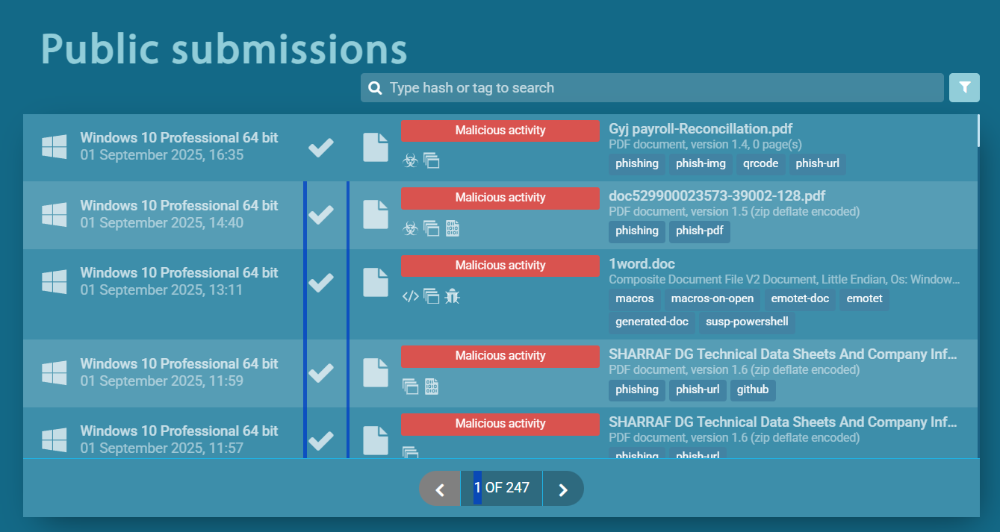 Public submissions
Type hash or tag to search
Windows 10 Professional 64 bit
01 September 2025, 16:35
Malicious activity
Gyj payroll-Reconcillation.pdf
PDF document, version 1.4, 0 page(s)
phishing phish-img qrcode phish-url
Windows 10 Professional 64 bit
01 September 2025, 14:40
Malicious activity
doc529900023573-39002-128.pdf
PDF document, version 1.5 (zip deflate encoded)
phishing phish-pdf
Windows 10 Professional 64 bit
01 September 2025, 13:11
Malicious activity
1word.doc
Composite Document File V2 Document, Little Endian, Os: Window...
macros macros-on-open emotet-doc emotet
generated-doc susp-powershell
Windows 10 Professional 64 bit
01 September 2025, 11:59
Malicious activity
SHARRAF DG Technical Data Sheets And Company Inf...
PDF document, version 1.6 (zip deflate encoded)
phishing phish-url github
Windows 10 Professional 64 bit
01 September 2025, 11:57
Malicious activity
SHARRAF DG Technical Data Sheets And Company Inf...
PDF document, version 1.6 (zip deflate encoded)
phishing phish-url
1 OF 247